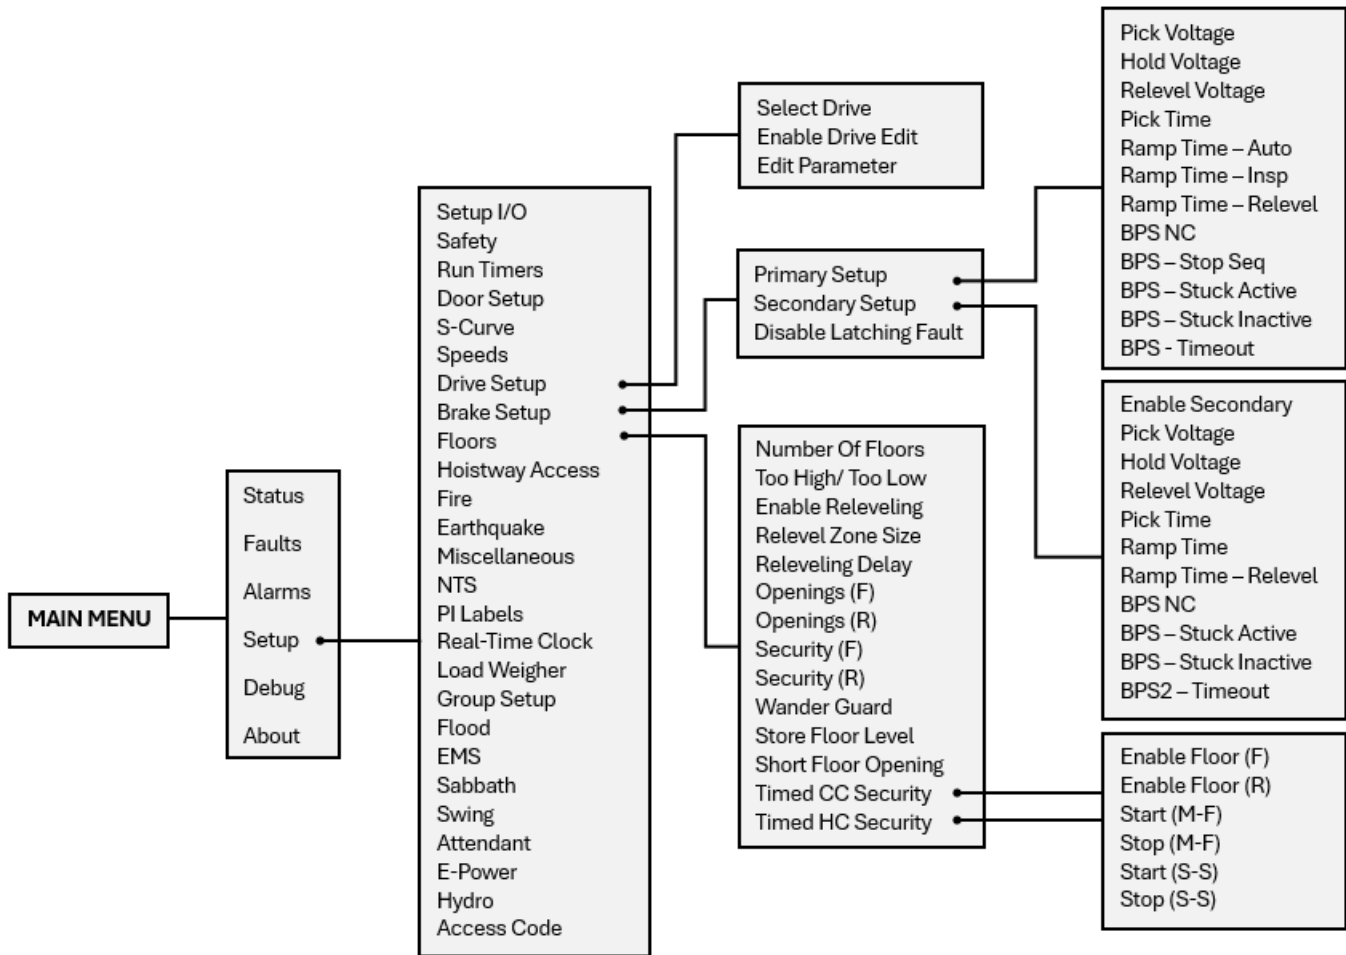 MAIN MENU
Status
Faults
Alarms
Setup
Debug
About
Setup I/O
Safety
Run Timers
Door Setup
S-Curve
Speeds
Drive Setup
Brake Setup
Floors
Hoistway Access
Fire
Earthquake
Miscellaneous
NTS
PI Labels
Real-Time Clock
Load Weigher
Group Setup
Flood
EMS
Sabbath
Swing
Attendant
E-Power
Hydro
Access Code
Select Drive
Enable Drive Edit
Edit Parameter
Primary Setup
Secondary Setup
Disable Latching Fault
Number Of Floors
Too High/ Too Low
Enable Releveling
Relevel Zone Size
Releveling Delay
Openings (F)
Openings (R)
Security (F)
Security (R)
Wander Guard
Store Floor Level
Short Floor Opening
Timed CC Security
Timed HC Security
Pick Voltage
Hold Voltage
Relevel Voltage
Pick Time
Ramp Time – Auto
Ramp Time – Insp
Ramp Time – Relevel
BPS NC
BPS – Stop Seq
BPS – Stuck Active
BPS – Stuck Inactive
BPS - Timeout
Enable Secondary
Pick Voltage
Hold Voltage
Relevel Voltage
Pick Time
Ramp Time
Ramp Time – Relevel
BPS NC
BPS – Stuck Active
BPS – Stuck Inactive
BPS2 – Timeout
Enable Floor (F)
Enable Floor (R)
Start (M-F)
Stop (M-F)
Start (S-S)
Stop (S-S)